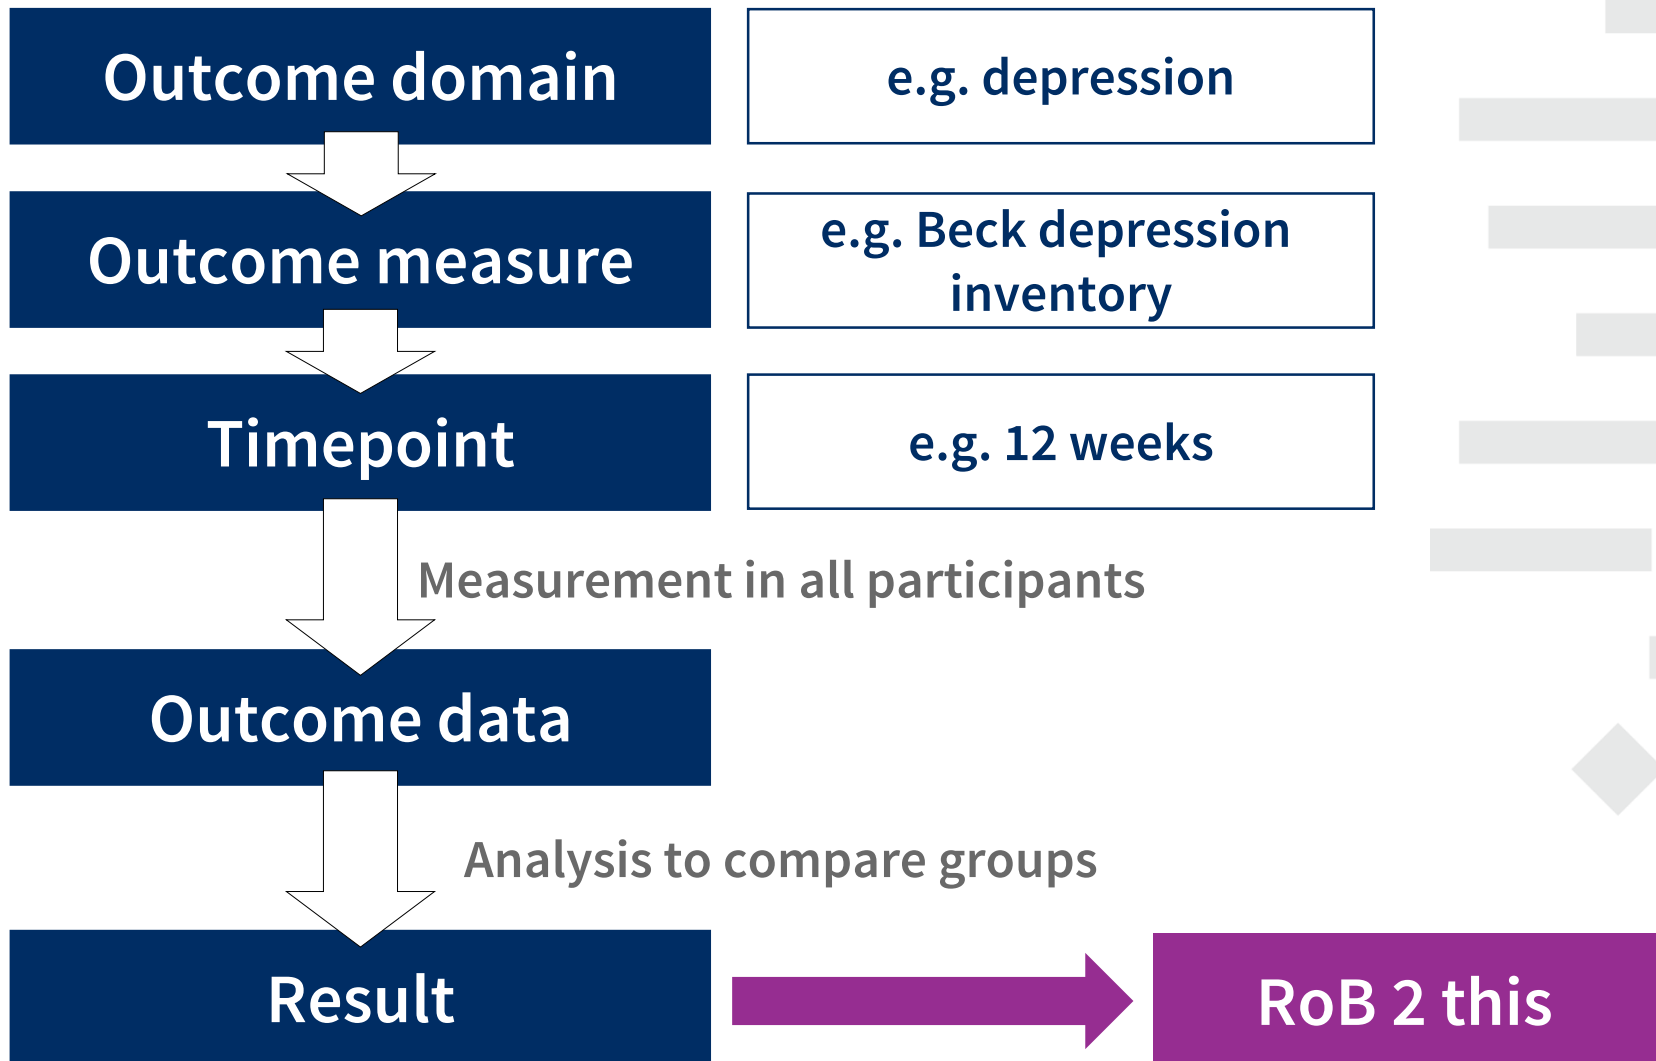 Outcome domain
e.g. depression
Outcome measure
e.g. Beck depression
inventory
Timepoint
e.g. 12 weeks
Measurement in all participants
Outcome data
Analysis to compare groups
Result
RoB 2 this